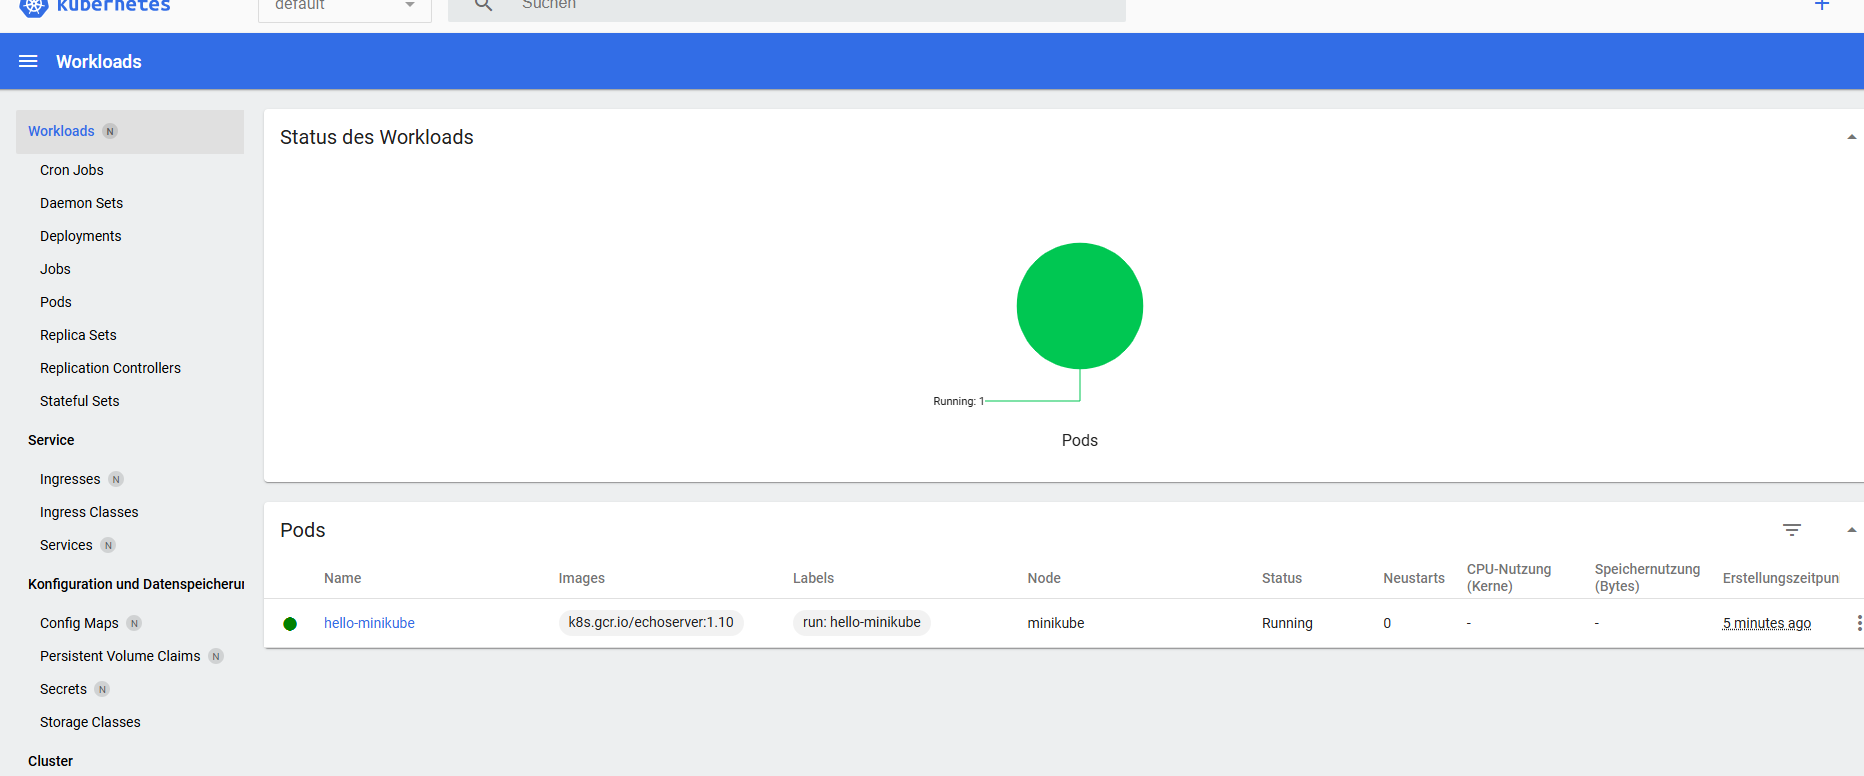 kubernetes
default
Suchen
Workloads
Workloads N
Cron Jobs
Daemon Sets
Deployments
Jobs
Pods
Replica Sets
Replication Controllers
Stateful Sets
Service
Ingresses N
Ingress Classes
Services N
Konfiguration und Datenspeicherun
Config Maps N
Persistent Volume Claims N
Secrets N
Storage Classes
Cluster
Status des Workloads
Running: 1
Pods
Pods
Name Images Labels Node Status Neustarts CPU-Nutzung (Kerne) Speichernutzung (Bytes) Erstellungszeitpun
hello-minikube k8s.gcr.io/echoserver:1.10 run: hello-minikube minikube Running 0 - - 5 minutes ago